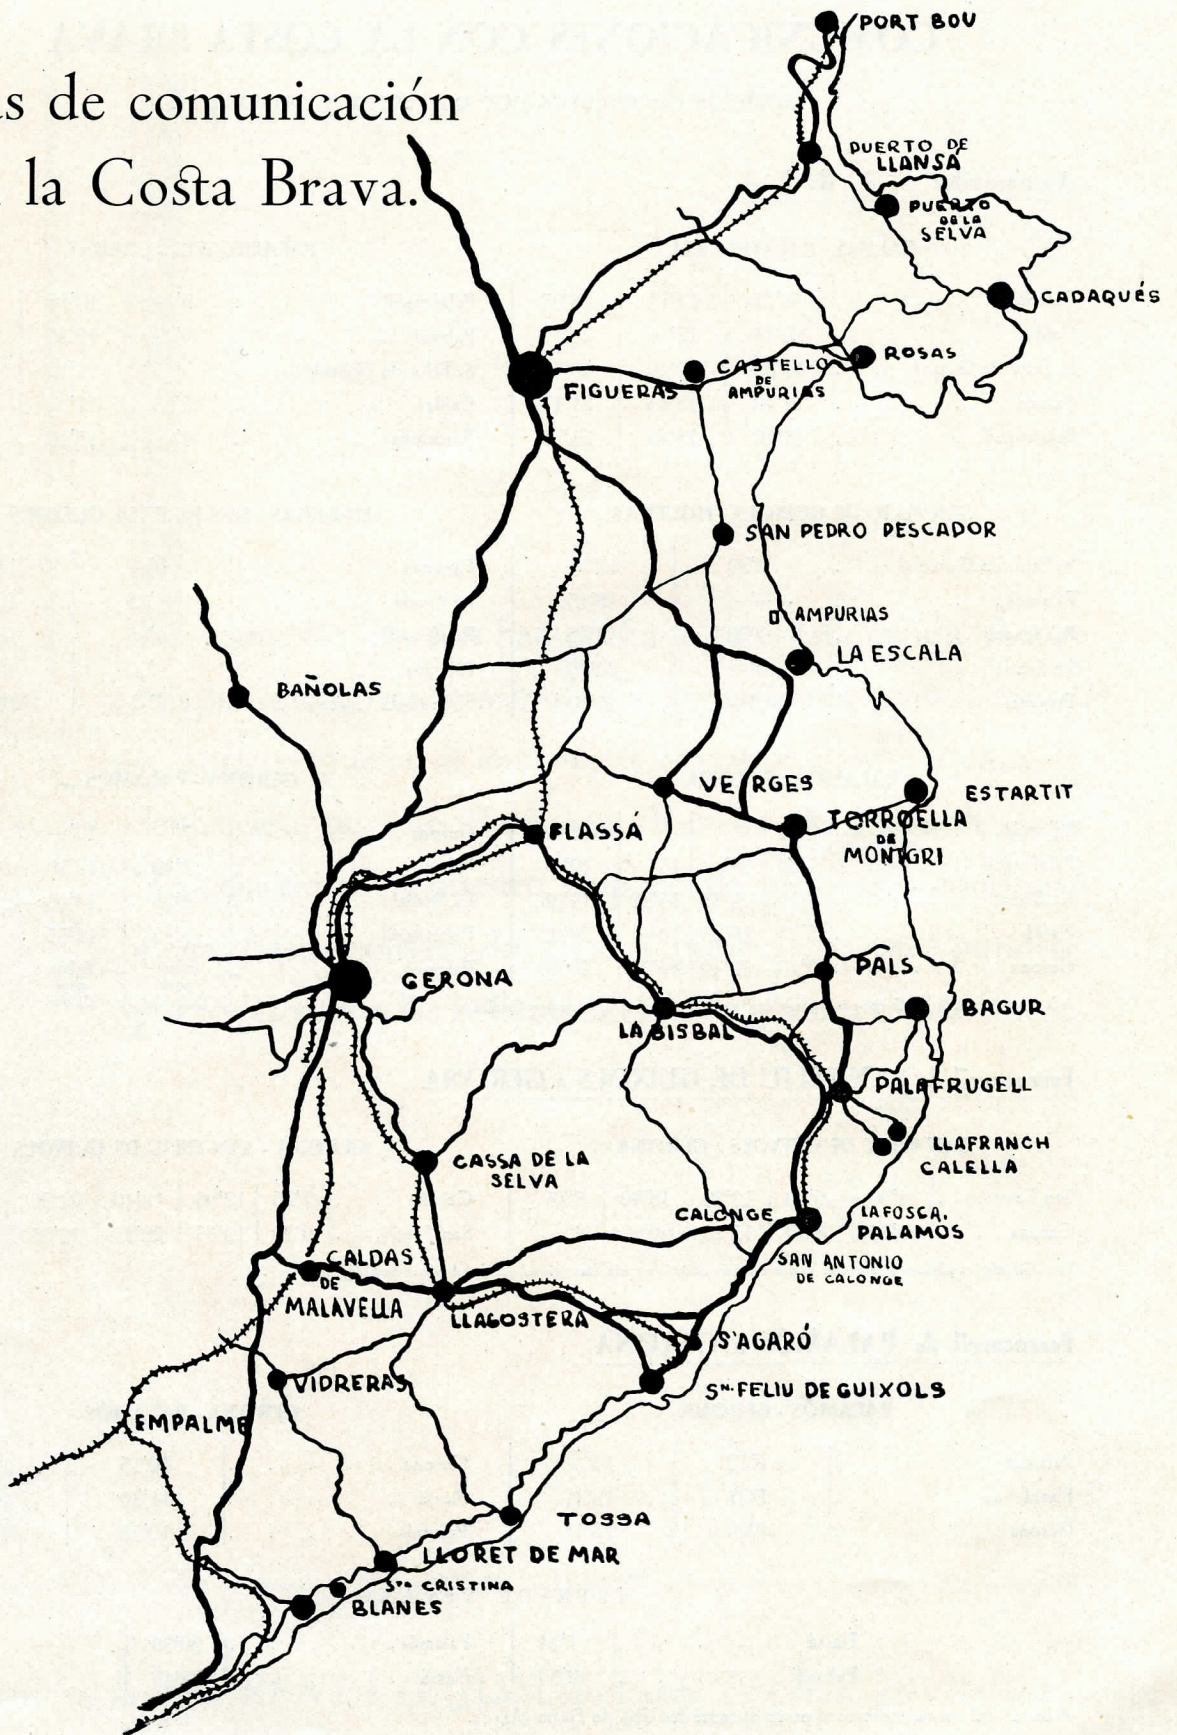 s de comunicación
la Costa Brava.
PORT BOU
PUERTO DE
LLANSÁ
PUERTO
DE LA
SELVA
CADAQUÉS
ROSAS
CASTELLÓ
DE
AMPURIAS
FIGUERAS
SAN PEDRO PESCADOR
AMPURIAS
LA ESCALA
BAÑOLAS
VERGES
ESTARTIT
TORROELLA
DE
MONTGRI
FLASSÁ
PALS
GERONA
BAGUR
LA BISBAL
PALAFRUGELL
LLAFRANCH
CALELLA
CASSA DE LA
SELVA
CALONGE
LA FOSCA.
PALAMÓS
SAN ANTONIO
DE CALONGE
CALDAS
DE
MALAVELLA
LLAGOSTERA
S'AGARÓ
VIDRERAS
Sn. FELIU DE GUIXOLS
EMPALME
TOSSA
LLORET DE MAR
Sta CRISTINA
BLANES